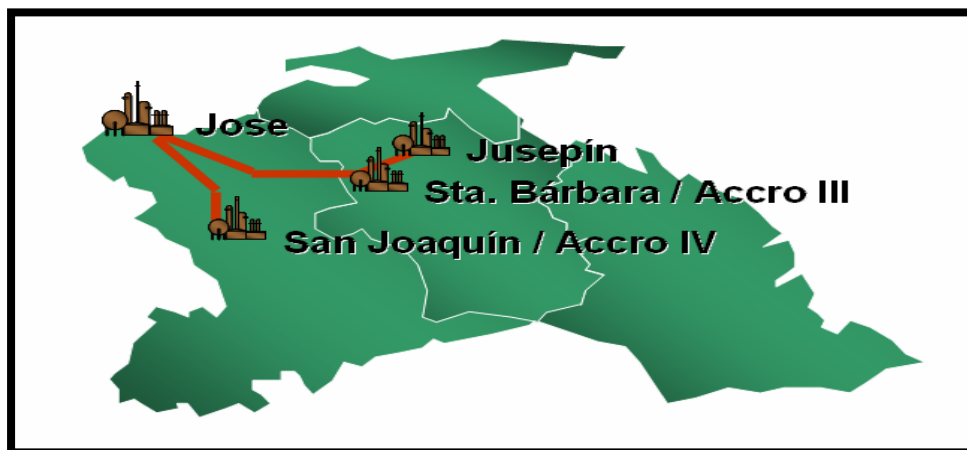 Jose
Jusepín
Sta. Bárbara / Accro III
San Joaquín / Accro IV